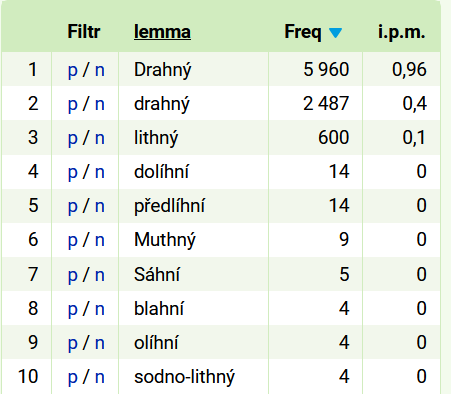 Filtr lemma Freq i.p.m.
1 p / n Drahný 5 960 0,96
2 p / n drahný 2 487 0,4
3 p / n lithný 600 0,1
4 p / n dolíhní 14 0
5 p / n předlíhní 14 0
6 p / n Muthný 9 0
7 p / n Sáhní 5 0
8 p / n blahní 4 0
9 p / n olíhní 4 0
10 p / n sodno-lithný 4 0